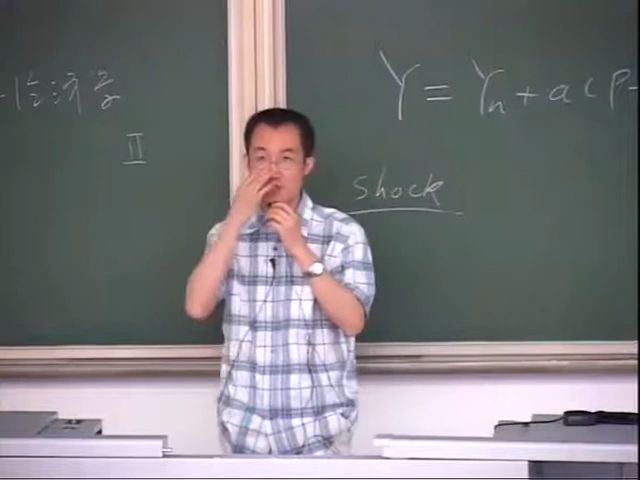 经济学
II
Y = Yn + a(P-
shock